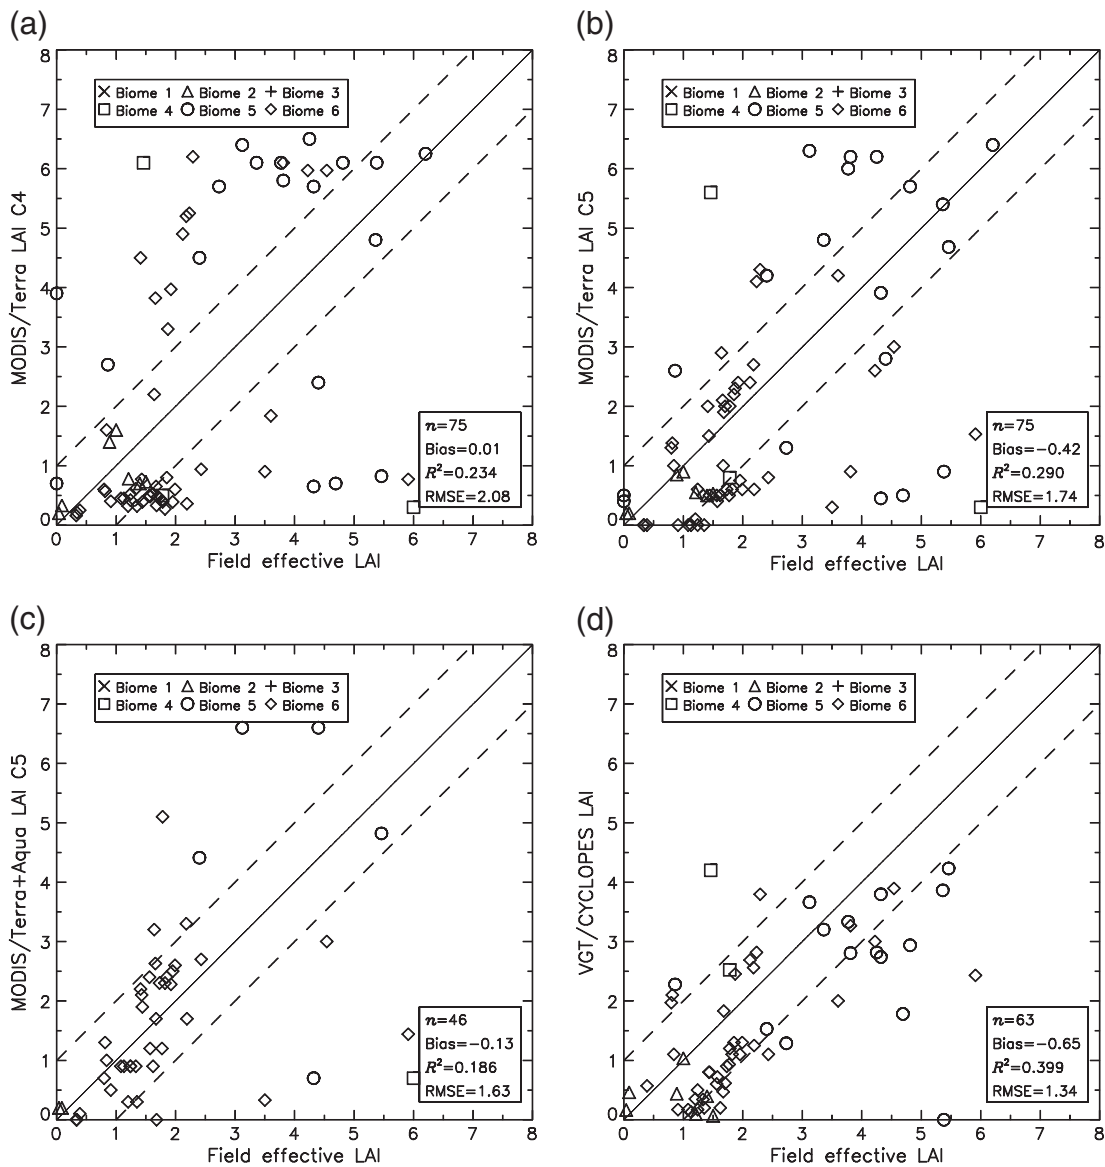 (a)
8
7
6
5
4
3
2
1
0
MODIS/Terra LAI C4
Biome 1 Biome 2 Biome 3
Biome 4 Biome 5 Biome 6
n=75
Bias=0.01
R²=0.234
RMSE=2.08
0 1 2 3 4 5 6 7 8
Field effective LAI
(b)
8
7
6
5
4
3
2
1
0
MODIS/Terra LAI C5
Biome 1 Biome 2 Biome 3
Biome 4 Biome 5 Biome 6
n=75
Bias=−0.42
R²=0.290
RMSE=1.74
0 1 2 3 4 5 6 7 8
Field effective LAI
(c)
8
7
6
5
4
3
2
1
0
MODIS/Terra+Aqua LAI C5
Biome 1 Biome 2 Biome 3
Biome 4 Biome 5 Biome 6
n=46
Bias=−0.13
R²=0.186
RMSE=1.63
0 1 2 3 4 5 6 7 8
Field effective LAI
(d)
8
7
6
5
4
3
2
1
0
VGT/CYCLOPES LAI
Biome 1 Biome 2 Biome 3
Biome 4 Biome 5 Biome 6
n=63
Bias=−0.65
R²=0.399
RMSE=1.34
0 1 2 3 4 5 6 7 8
Field effective LAI